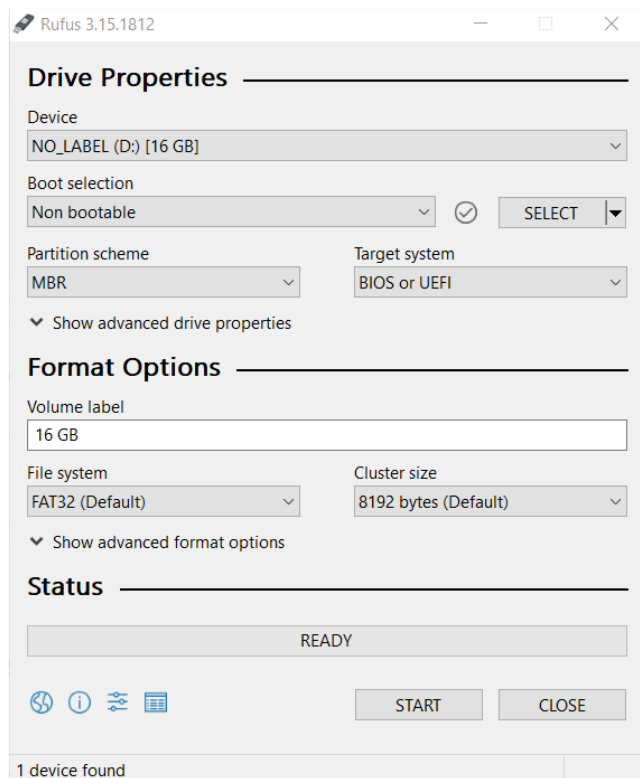 Rufus 3.15.1812
Drive Properties
Device
NO_LABEL (D:) [16 GB]
Boot selection
Non bootable
SELECT
Partition scheme
Target system
MBR
BIOS or UEFI
Show advanced drive properties
Format Options
Volume label
16 GB
File system
Cluster size
FAT32 (Default)
8192 bytes (Default)
Show advanced format options
Status
READY
START
CLOSE
1 device found